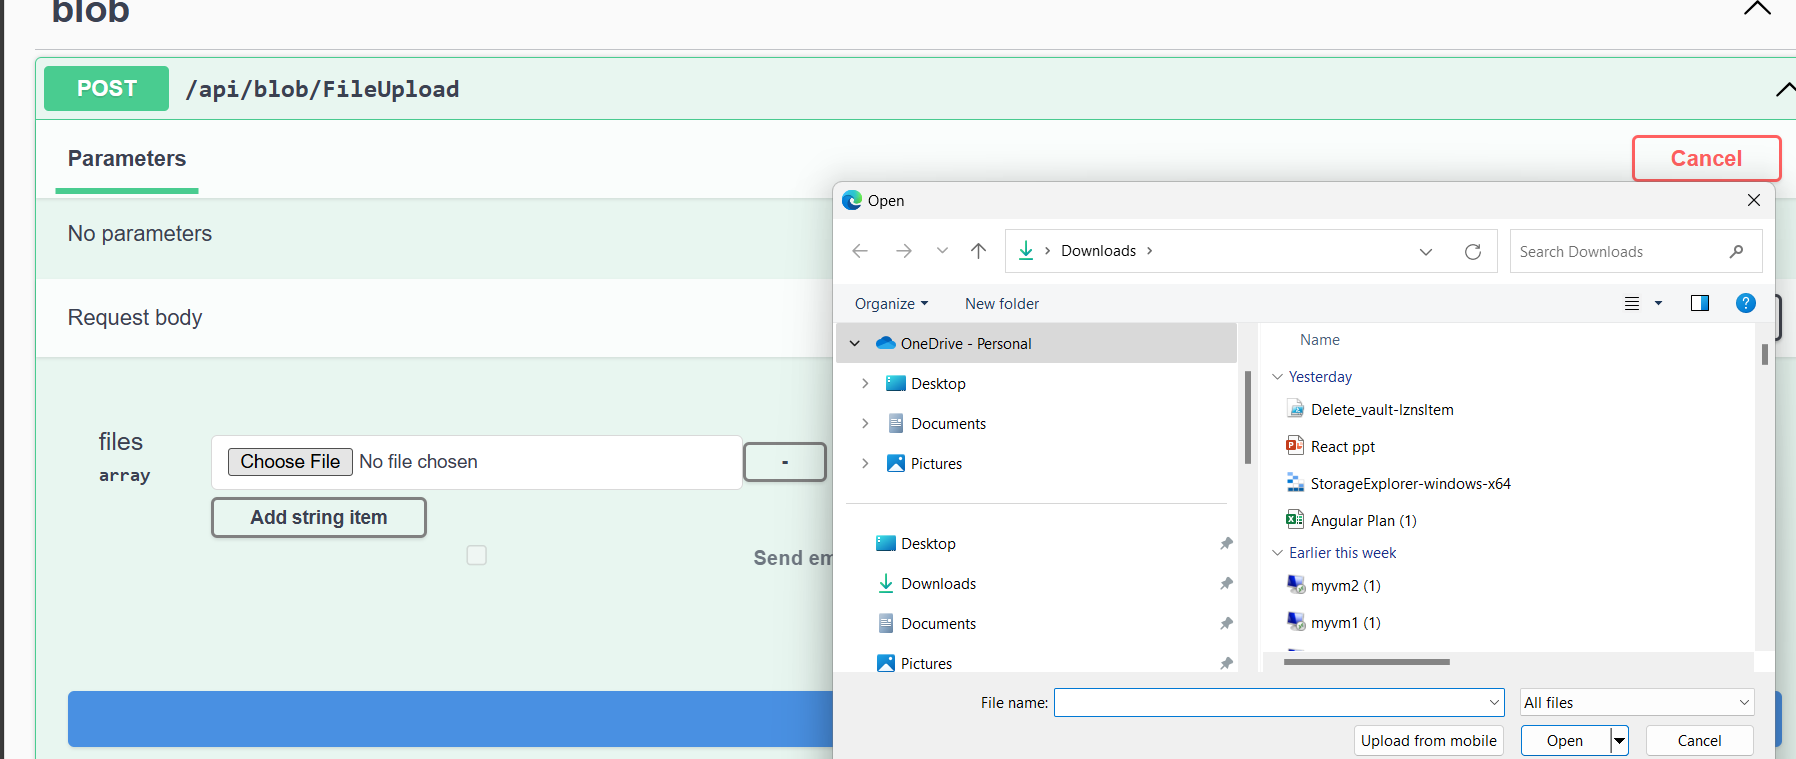 blob
POST /api/blob/FileUpload
Parameters
Cancel
No parameters
Request body
files
array
Choose File No file chosen
-
Add string item
Send em
Open
Downloads
Search Downloads
Organize
New folder
?
OneDrive - Personal
Desktop
Documents
Pictures
Desktop
Downloads
Documents
Pictures
Name
Yesterday
Delete_vault-lznsltem
React ppt
StorageExplorer-windows-x64
Angular Plan (1)
Earlier this week
myvm2 (1)
myvm1 (1)
File name:
All files
Upload from mobile
Open
Cancel